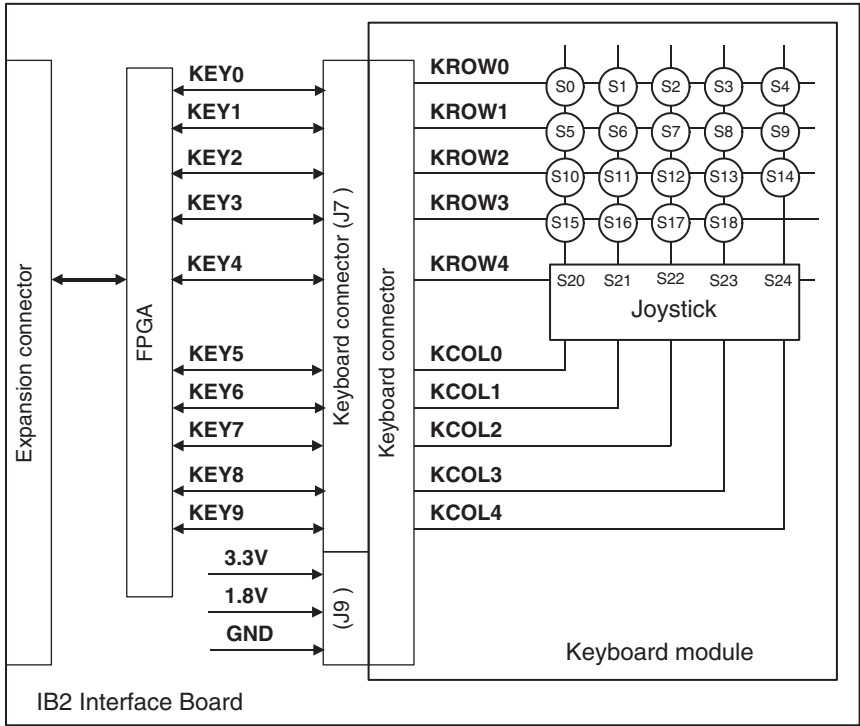 KEY0
KROW0
S0 S1 S2 S3 S4
KEY1
KROW1
S5 S6 S7 S8 S9
KEY2
KROW2
S10 S11 S12 S13 S14
KEY3
KROW3
S15 S16 S17 S18
KEY4
KROW4
S20 S21 S22 S23 S24
Joystick
Expansion connector
FPGA
Keyboard connector (J7 )
Keyboard connector
KEY5
KCOL0
KEY6
KCOL1
KEY7
KCOL2
KEY8
KCOL3
KEY9
KCOL4
3.3V
1.8V
(J9 )
GND
Keyboard module
IB2 Interface Board